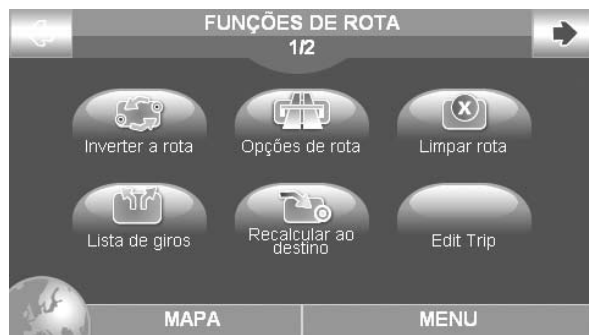 FUNÇÕES DE ROTA
1/2
Inverter a rota
Opções de rota
Limpar rota
Lista de giros
Recalcular ao
destino
Edit Trip
MAPA
MENU